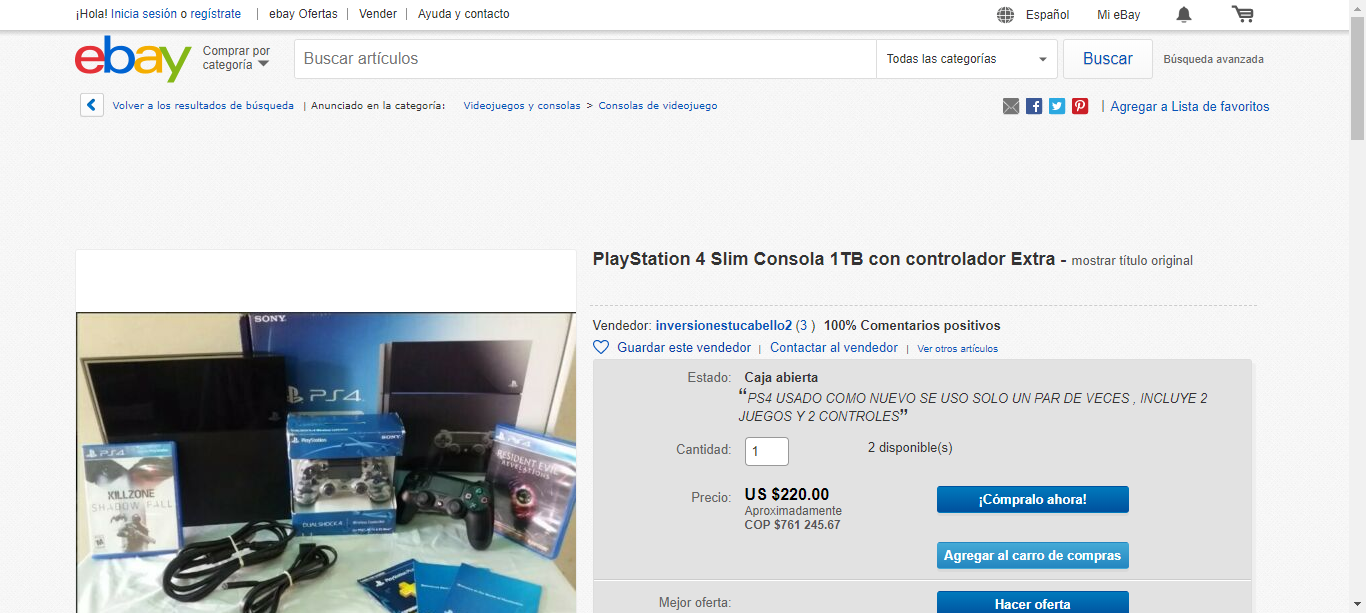 ¡Hola! Inicia sesión o regístrate | ebay Ofertas | Vender | Ayuda y contacto Español Mi eBay
ebay Comprar por categoría Buscar artículos Todas las categorías Buscar Búsqueda avanzada
Volver a los resultados de búsqueda | Anunciado en la categoría: Videojuegos y consolas > Consolas de videojuego | Agregar a Lista de favoritos
PlayStation 4 Slim Consola 1TB con controlador Extra - mostrar título original
Vendedor: inversionestucabello2 (3 ) 100% Comentarios positivos
Guardar este vendedor | Contactar al vendedor | Ver otros artículos
Estado: Caja abierta
“PS4 USADO COMO NUEVO SE USO SOLO UN PAR DE VECES , INCLUYE 2
JUEGOS Y 2 CONTROLES”
Cantidad: 1 2 disponible(s)
Precio: US $220.00 ¡Cómpralo ahora!
Aproximadamente
COP $761 245.67
Agregar al carro de compras
Mejor oferta: Hacer oferta
SONY
PS4
PlayStation SONY
PS4
KILLZONE
SHADOW FALL
DUALSHOCK 4
PS4
RESIDENT EVIL
REVELATIONS